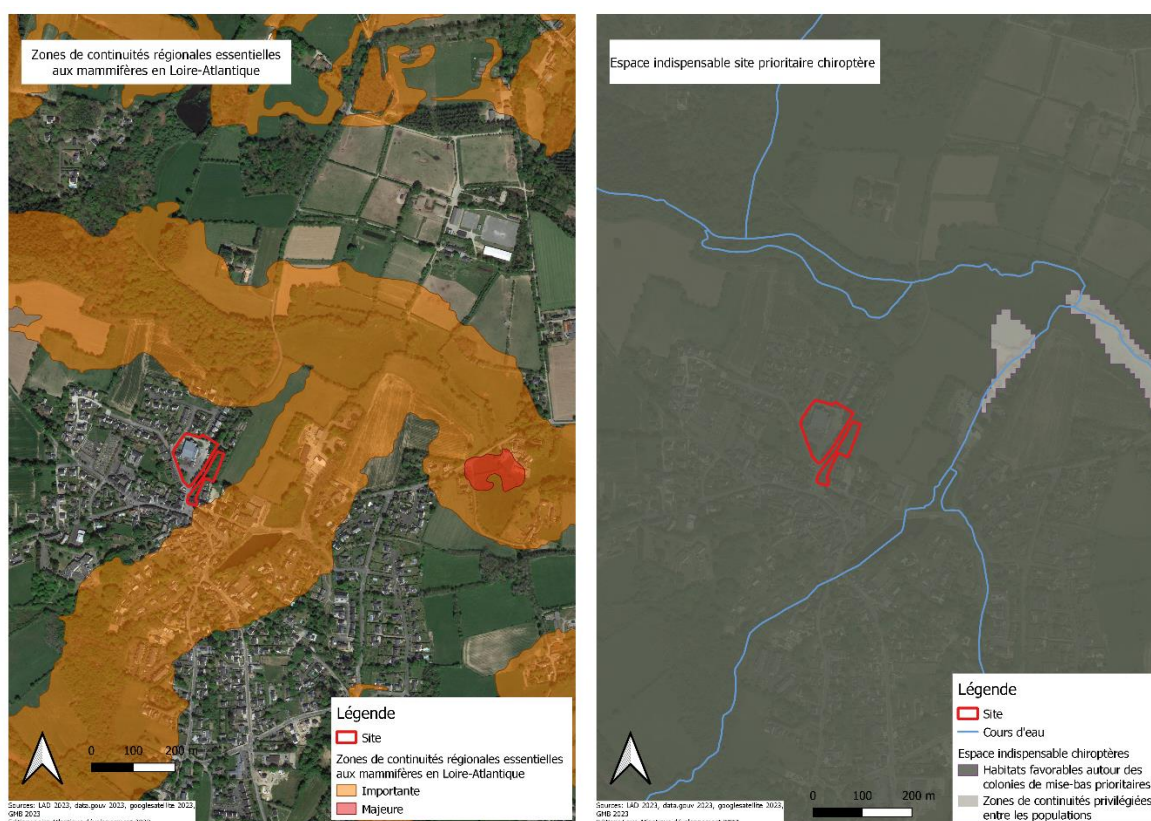 Zones de continuités régionales essentielles
aux mammifères en Loire-Atlantique
Légende
Site
Zones de continuités régionales essentielles
aux mammifères en Loire-Atlantique
Importante
Majeure
0 100 200 m
Sources: LAD 2023, data.gouv 2023, googlesatellite 2023,
GMB 2023
Espace indispensable site prioritaire chiroptère
Légende
Site
Cours d'eau
Espace indispensable chiroptères
Habitats favorables autour des
colonies de mise-bas prioritaires
Zones de continuités privilégiées
entre les populations
0 100 200 m
Sources: LAD 2023, data.gouv 2023, googlesatellite 2023,
GMB 2023